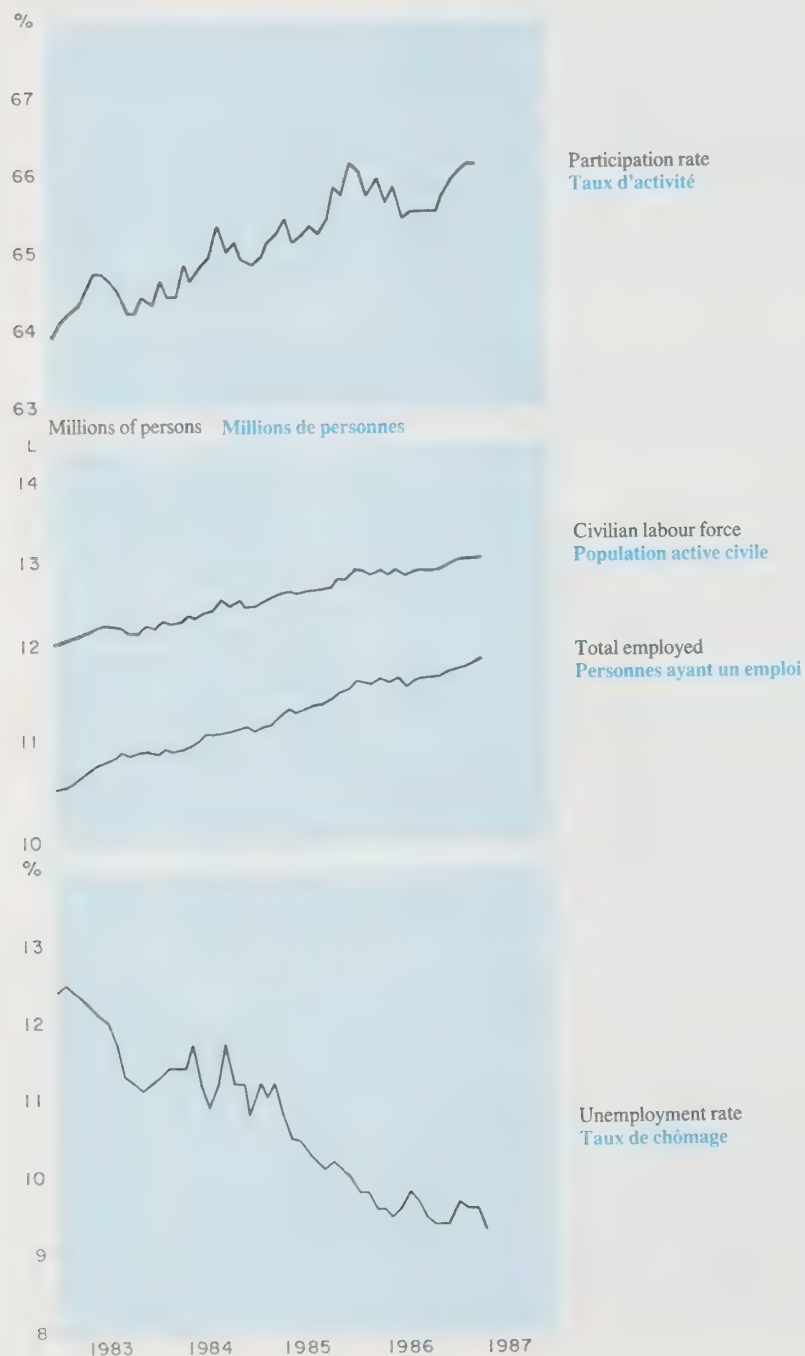 %
67
66
65
64
63
Participation rate
Taux d'activité
Millions of persons Millions de personnes
L
14
13
12
11
10
Civilian labour force
Population active civile
Total employed
Personnes ayant un emploi
%
13
12
11
10
9
8
Unemployment rate
Taux de chômage
1983 1984 1985 1986 1987